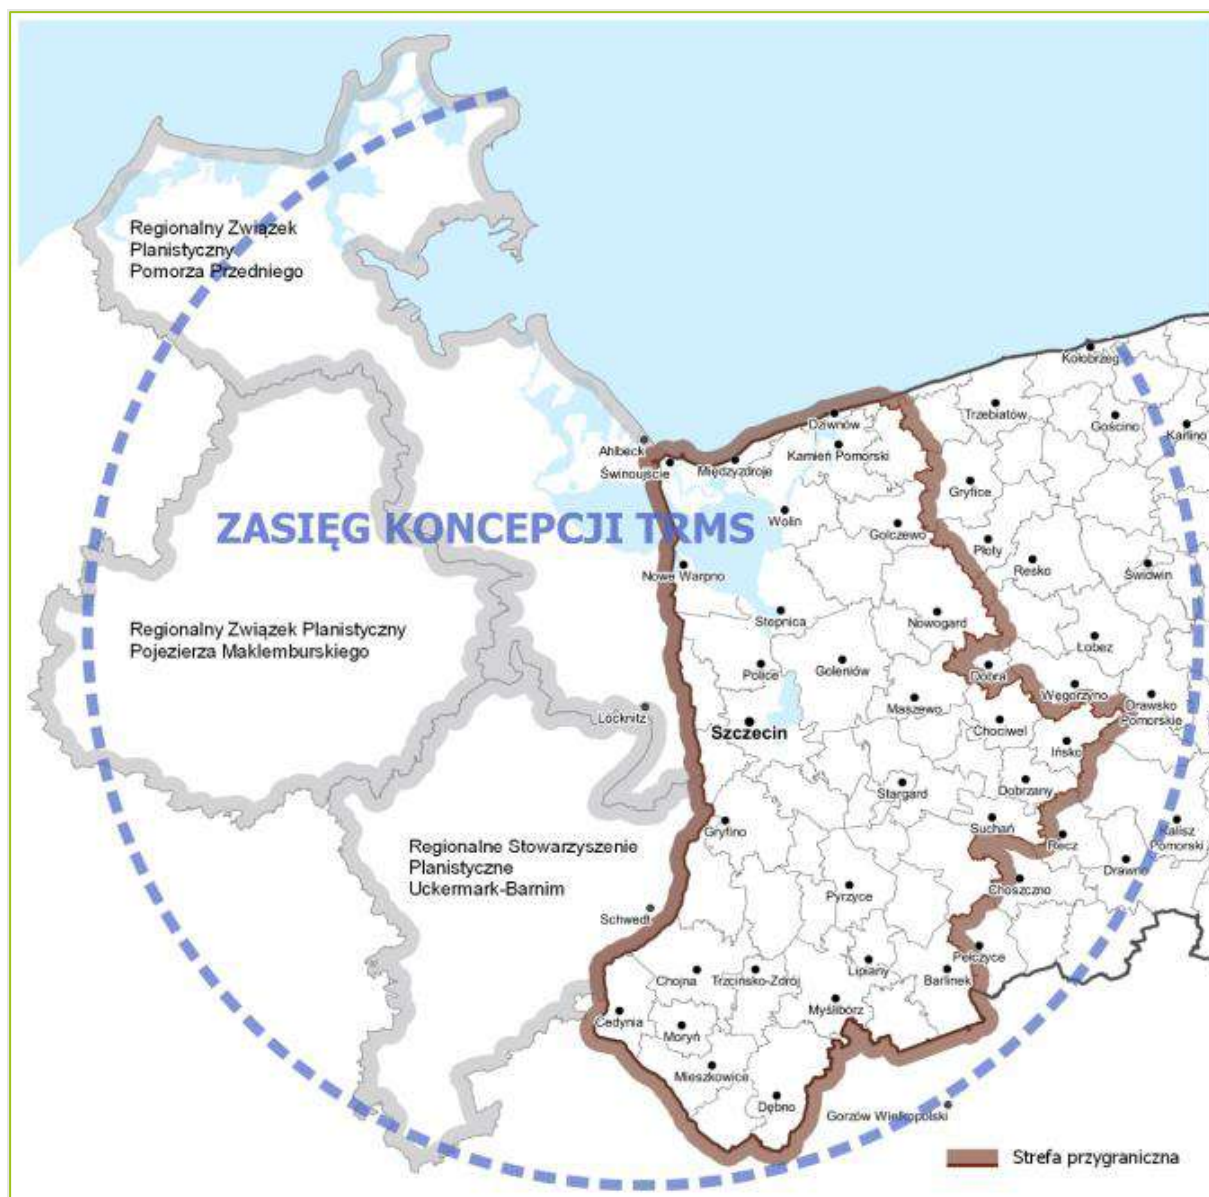 Regionalny Związek
Planistyczny
Pomorza Przedniego
Kołobrzeg
Trzebiatów
Gościno
Karlino
Dziwnów
Ahlbeck
Świnoujście
Międzyzdroje
Kamień Pomorski
Gryfice
ZASIĘG KONCEPCJI TRMS
Wolin
Golczewo
Płoty
Resko
Świdwin
Nowe Warpno
Stepnica
Nowogard
Regionalny Związek Planistyczny
Pojezierza Maklemburskiego
Łobez
Police
Goleniów
Dobra
Węgorzyno
Maszewo
Drawsko
Pomorskie
Löcknitz
Szczecin
Chociwel
Ińsko
Stargard
Dobrzany
Gryfino
Suchań
Recz
Kalisz
Pomorski
Regionalne Stowarzyszenie
Planistyczne
Uckermark-Barnim
Drawno
Choszczno
Pyrzyce
Schwedt
Pełczyce
Chojna
Trzcińsko-Zdrój
Lipiany
Barlinek
Myślibórz
Cedynia
Moryń
Mieszkowice
Dębno
Gorzów Wielkopolski
Strefa przygraniczna